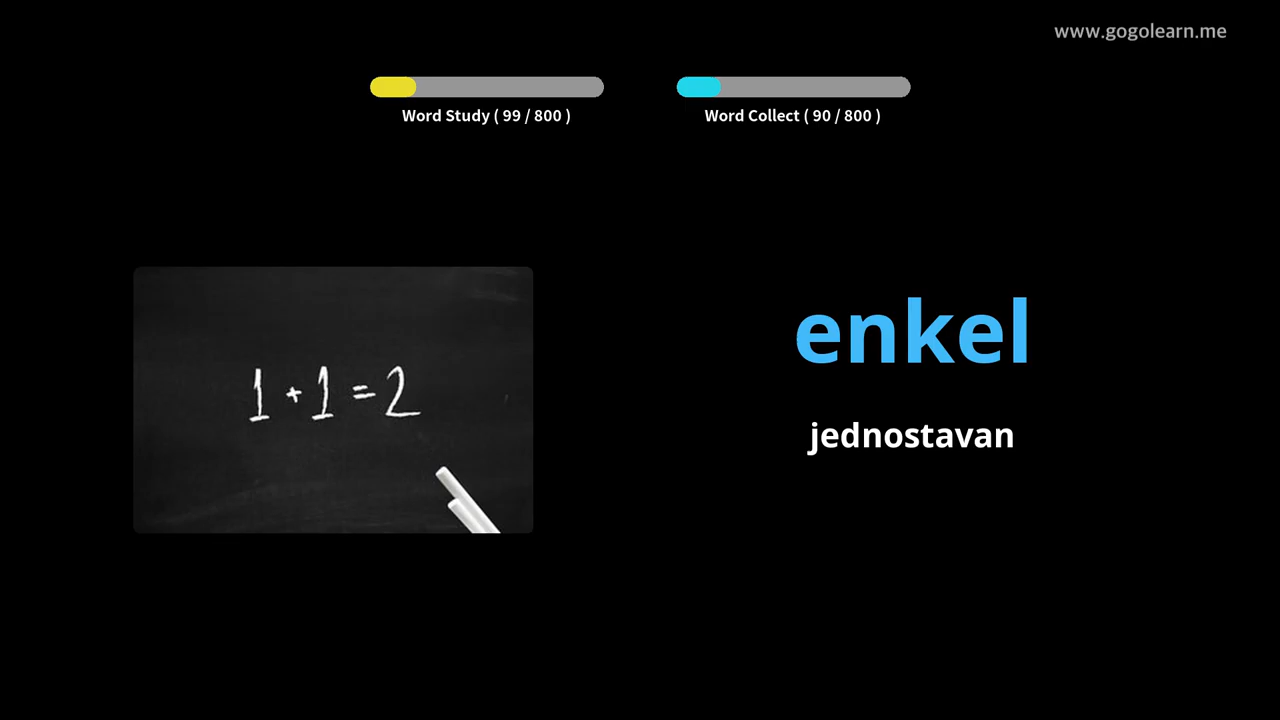 www.gogolearn.me
Word Study ( 99 / 800 )
Word Collect ( 90 / 800 )
1 + 1 = 2
enkel
jednostavan